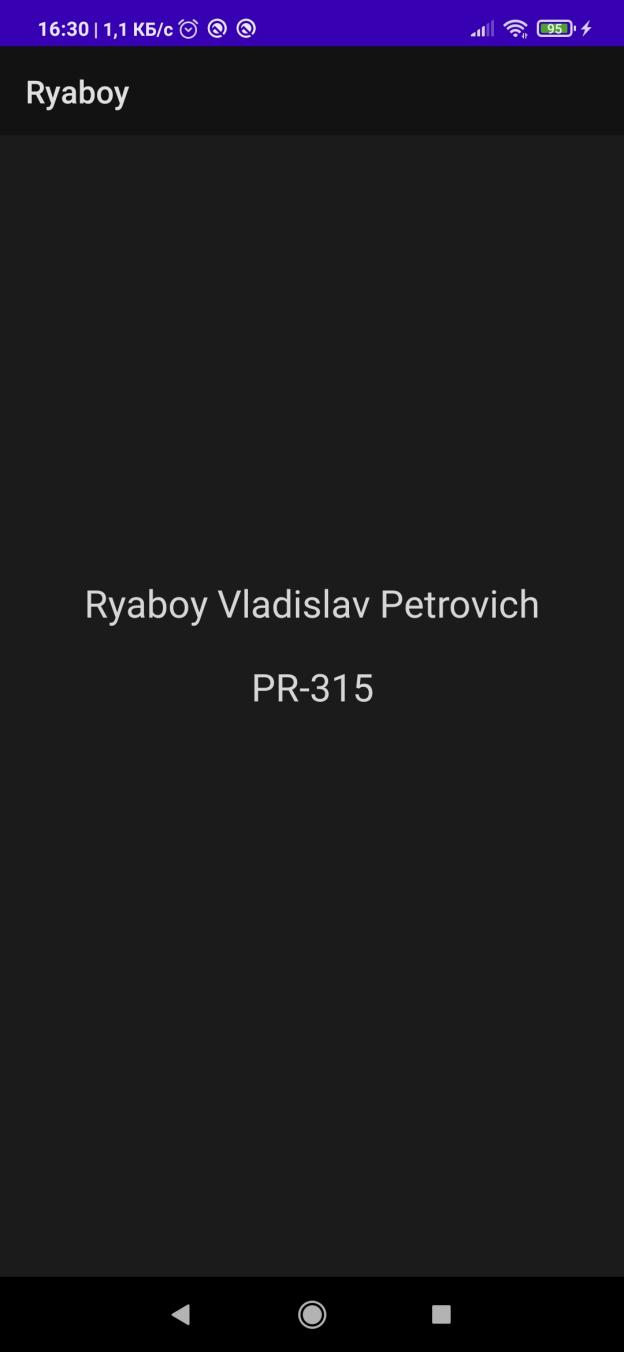 16:30 | 1,1 КБ/с
95
Ryaboy
Ryaboy Vladislav Petrovich
PR-315